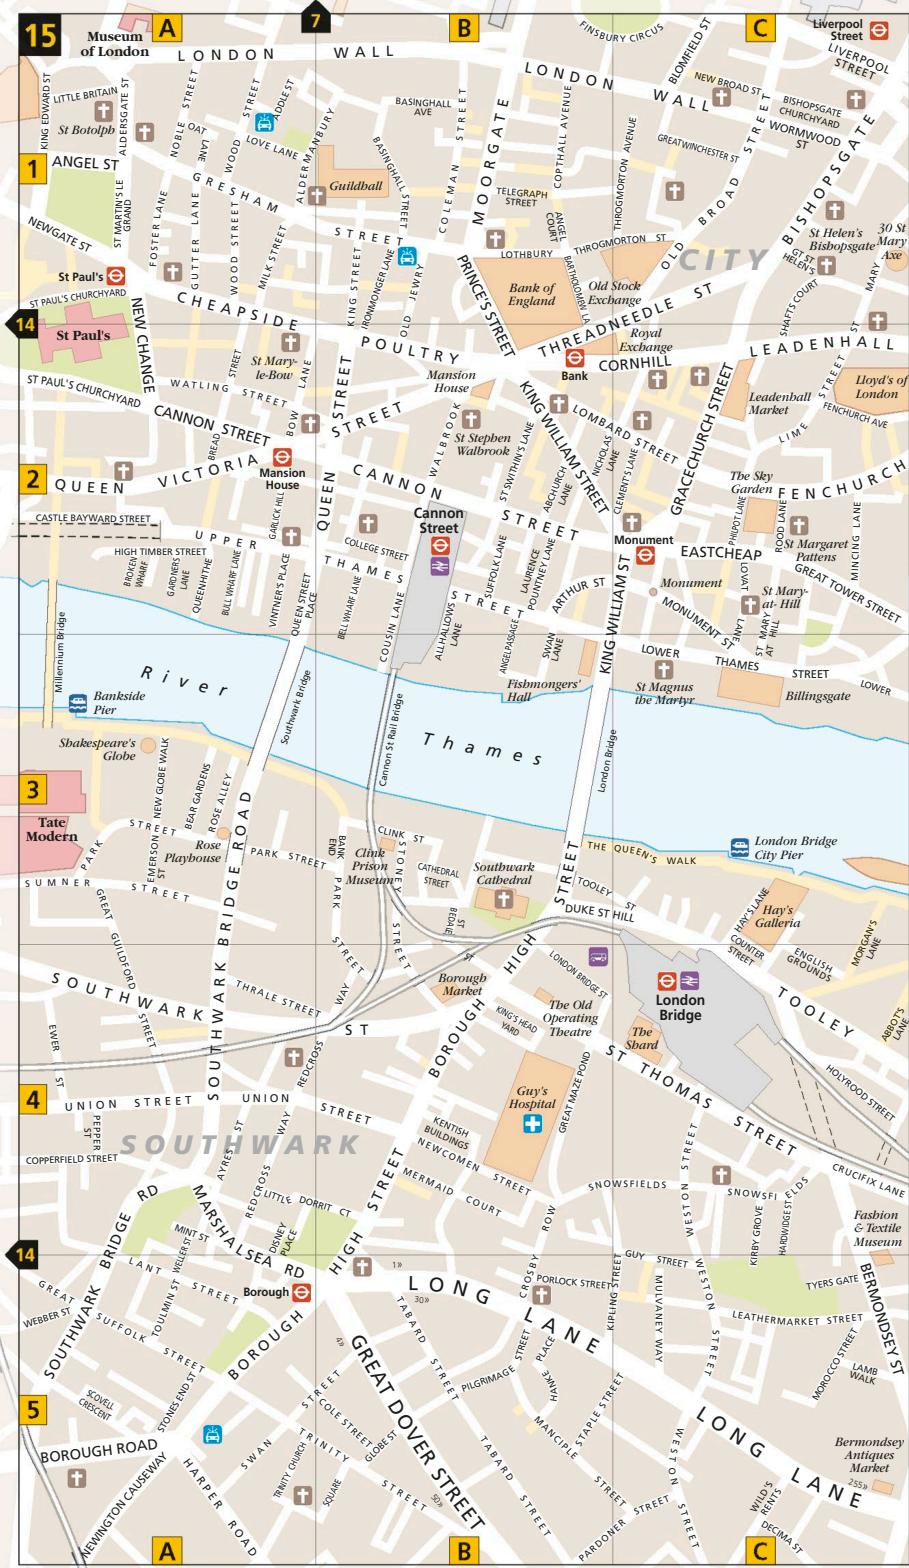 15
A
7
B
C
Museum
of London
LONDON WALL
FINSBURY CIRCUS
BLOMFIELD ST
Liverpool
Street
LIVERPOOL
STREET
LONDON WALL
NEW BROAD ST
BISHOPSGATE
CHURCHYARD
WORMWOOD
ST
KING EDWARD ST
LITTLE BRITAIN
St Botolph
ALDERSGATE ST
NOBLE STREET
OAT
LANE
WOOD STREET
ADDLE ST
LOVE LANE
ALDERMANBURY
BASINGHALL
AVE
BASINGHALL STREET
COLEMAN STREET
MOORGATE
COPTHALL AVENUE
THROGMORTON AVENUE
GREAT WINCHESTER ST
OLD BROAD STREET
BISHOPSGATE
1
ANGEL ST
ST MARTIN'S LE
GRAND
GRESHAM STREET
Guildhall
TELEGRAPH
STREET
ANGEL
COURT
NEWGATE ST
FOSTER LANE
GUTTER LANE
WOOD STREET
MILK STREET
KING STREET
IRONMONGER LANE
OLD JEWRY
PRINCE'S STREET
LOTHBURY
THROGMORTON ST
BARTHOLOMEW LA
CITY
St Helen's
Bishopsgate
GT ST
HELEN'S
30 St
Mary
Axe
St Paul's
ST PAUL'S CHURCHYARD
Bank of
England
Old Stock
Exchange
THREADNEEDLE ST
SHAFTS COURT
MARY
14
St Paul's
NEW CHANGE
CHEAPSIDE
POULTRY
Royal
Exchange
Bank
CORNHILL
LEADENHALL
ST
St Mary-
le-Bow
Mansion
House
ST PAUL'S CHURCHYARD
WATLING STREET
BREAD
STREET
BOW
LANE
CANNON STREET
QUEEN STREET
STREET
WALBROOK
St Stephen
Walbrook
KING WILLIAM STREET
LOMBARD STREET
GRACECHURCH STREET
Leadenhall
Market
LIME STREET
Lloyd's of
London
FENCHURCH AVE
2
QUEEN VICTORIA
Mansion
House
CANNON STREET
ST SWITHIN'S LANE
ABCHURCH
LANE
NICHOLAS
LANE
CLEMENT'S LANE
The Sky
Garden
FENCHURCH
CASTLE BAYWARD STREET
GARLICK HILL
Cannon
Street
PHILPOT LANE
ROOD LANE
MINCING LANE
UPPER THAMES STREET
COLLEGE STREET
HIGH TIMBER STREET
BROKEN
WHARF
GARDNERS
LANE
QUEENHITHE
BULL WHARF LANE
VINTNER'S PLACE
QUEEN STREET
PLACE
BELL WHARF LANE
COUSIN LANE
ALLHALLOWS
LANE
SUFFOLK LANE
LAURENCE
POUNTNEY LANE
ARTHUR ST
Monument
EASTCHEAP
St Margaret
Pattens
Monument
MONUMENT ST
LOVAT
LANE
St Mary-
at- Hill
ST MARY
AT HILL
GREAT TOWER STREET
KING WILLIAM ST
ANGEL PASSAGE
SWAN
LANE
Millennium Bridge
River
Southwark Bridge
Cannon St Rail Bridge
Fishmongers'
Hall
LOWER THAMES STREET
LOWER
St Magnus
the Martyr
Billingsgate
Bankside
Pier
Thames
London Bridge
Shakespeare's
Globe
3
Tate
Modern
NEW GLOBE WALK
BEAR GARDENS
ROSE ALLEY
SOUTHWARK BRIDGE ROAD
PARK STREET
EMERSON
ST
Rose
Playhouse
PARK STREET
BANK
END
CLINK ST
Clink
Prison
Museum
STONEY STREET
CATHEDRAL
STREET
Southwark
Cathedral
THE QUEEN'S WALK
London Bridge
City Pier
SUMNER STREET
GREAT GUILDFORD STREET
PARK STREET
BEDALE
ST
TOOLEY ST
DUKE ST HILL
HAY'S LANE
Hay's
Galleria
COUNTER
STREET
ENGLISH
GROUNDS
MORGAN'S
LANE
SOUTHWARK ST
THRALE STREET
Borough
Market
BOROUGH HIGH STREET
LONDON BRIDGE ST
London
Bridge
TOOLEY
ABBOT'S
LANE
EWER ST
REDCROSS WAY
KING'S HEAD
YARD
The Old
Operating
Theatre
The
Shard
ST THOMAS STREET
HOLYROOD STREET
4
UNION STREET
UNION STREET
PEPPER
ST
SOUTHWARK
COPPERFIELD STREET
AYRES ST
REDCROSS WAY
KENTISH
BUILDINGS
NEWCOMEN STREET
Guy's
Hospital
GREAT MAZE POND
CRUCIFIX LANE
MERMAID COURT
SNOWSFIELDS
SNOWSFIELDS
WESTON STREET
KIRBY GROVE
HARDWIDGE ST
Fashion
& Textile
Museum
SOUTHWARK BRIDGE RD
MARSHALSEA RD
LITTLE DORRIT CT
DISNEY
PLACE
MINT ST
WELLER ST
HIGH STREET
14
LANT STREET
GREAT SUFFOLK STREET
WEBBER ST
TOULMIN ST
Borough
1»
30»
4»
LONG LANE
CROSBY ROW
PORLOCK STREET
KIPLING STREET
GUY STREET
MULVANEY WAY
WESTON STREET
TYERS GATE
LEATHERMARKET STREET
BERMONDSEY ST
BOROUGH
TABARD STREET
GREAT DOVER STREET
PILGRIMAGE STREET
HANKE
PLACE
STAPLE STREET
MOROCCO STREET
LAMB
WALK
5
SCOVELL
CRESCENT
STONES END ST
BOROUGH ROAD
SWAN STREET
COLE STREET
TRINITY STREET
GLOBE ST
TRINITY CHURCH
SQUARE
NEWINGTON CAUSEWAY
HARPER ROAD
50»
TABARD STREET
MANCIPLE STREET
PARDONER STREET
WESTON STREET
LONG LANE
WILD'S
RENTS
DECIMA ST
Bermondsey
Antiques
Market
255»
A
B
C